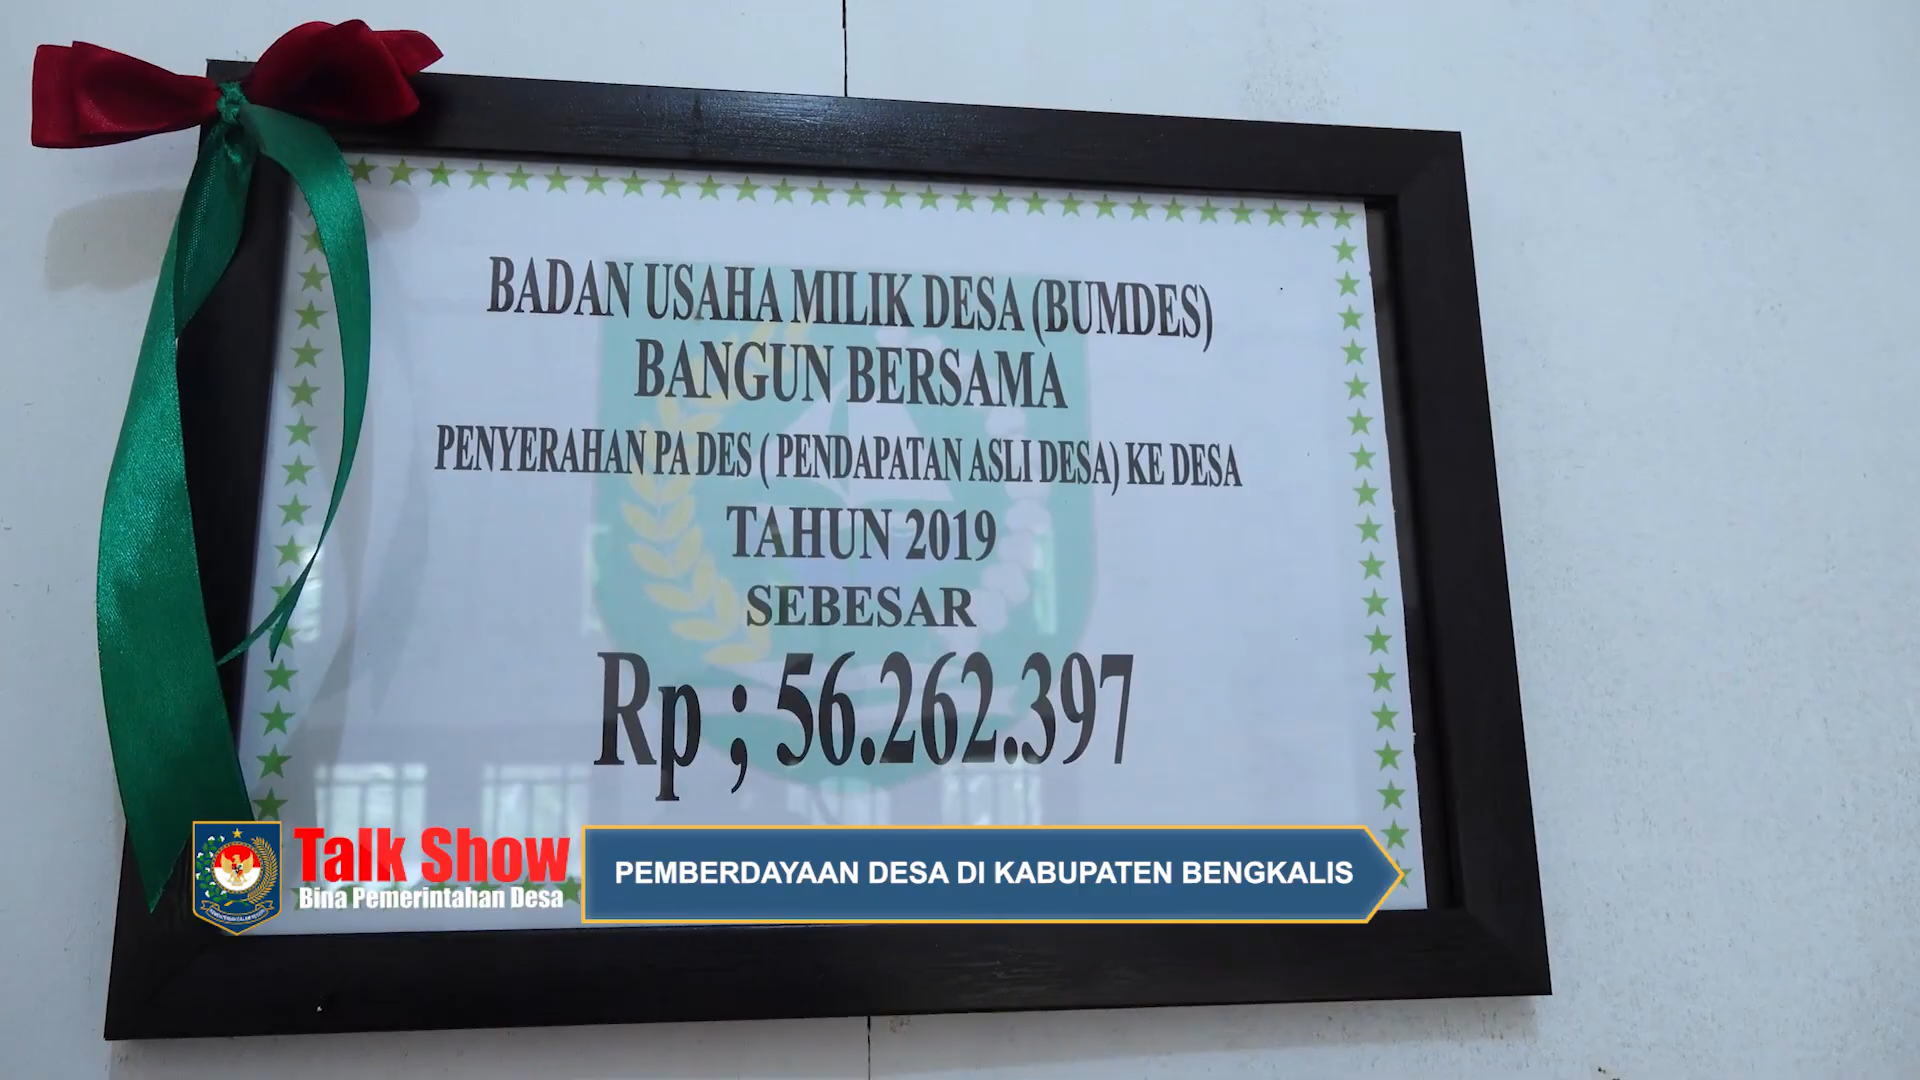 BADAN USAHA MILIK DESA (BUMDES)
BANGUN BERSAMA
PENYERAHAN PA DES ( PENDAPATAN ASLI DESA) KE DESA
TAHUN 2019
SEBESAR
Rp ; 56.262.397
Talk Show
Bina Pemerintahan Desa
PEMBERDAYAAN DESA DI KABUPATEN BENGKALIS